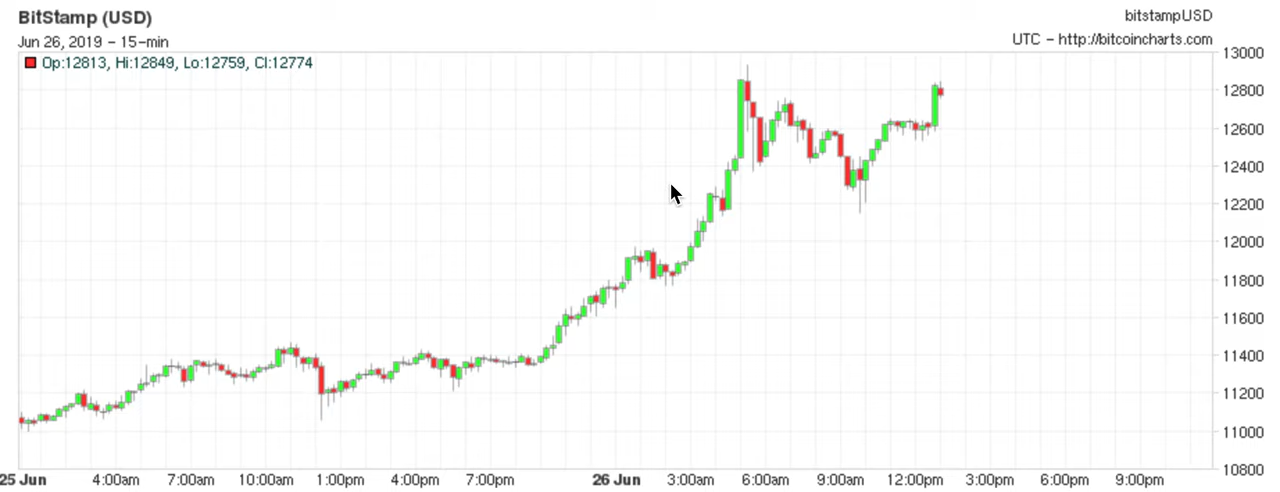 BitStamp (USD)
bitstampUSD
Jun 26, 2019 - 15-min
UTC - http://bitcoincharts.com
Op:12813, Hi:12849, Lo:12759, Cl:12774
13000
12800
12600
12400
12200
12000
11800
11600
11400
11200
11000
10800
25 Jun 4:00am 7:00am 10:00am 1:00pm 4:00pm 7:00pm 26 Jun 3:00am 6:00am 9:00am 12:00pm 3:00pm 6:00pm 9:00pm